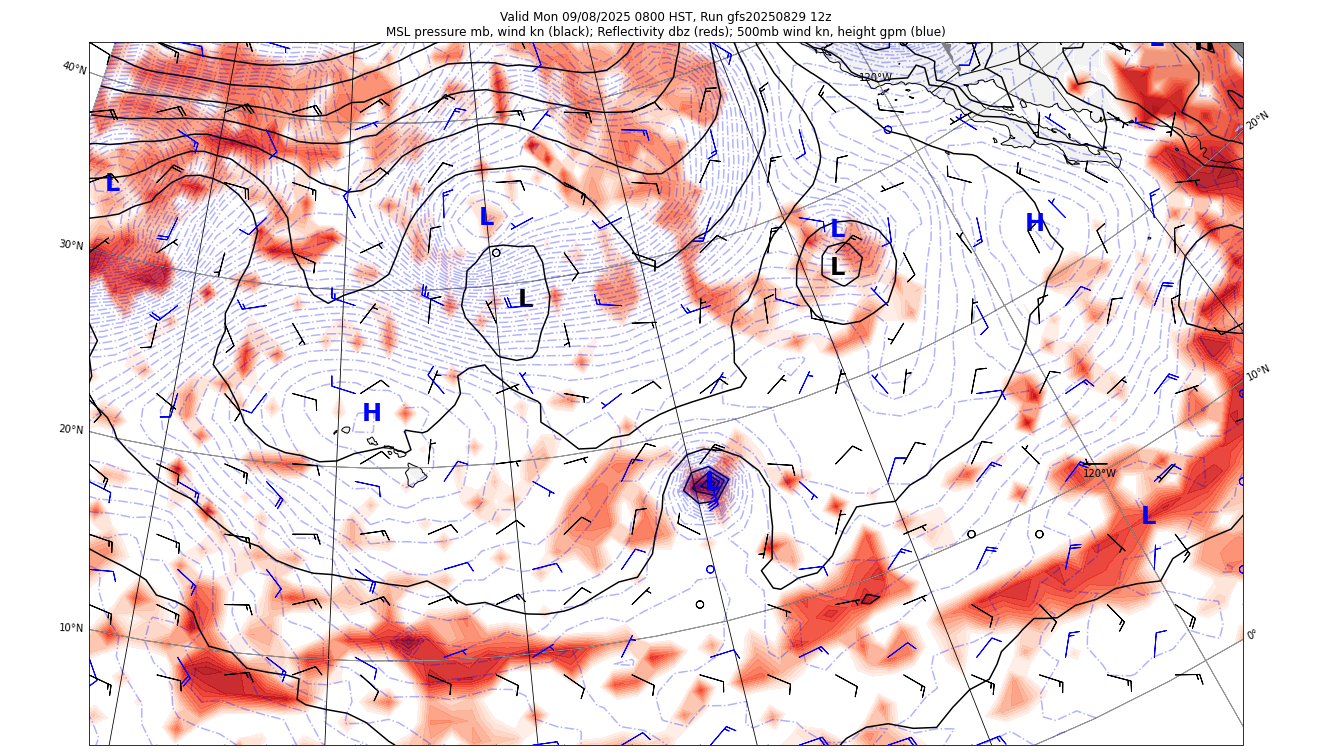 Valid Mon 09/08/2025 0800 HST, Run gfs20250829 12z
MSL pressure mb, wind kn (black); Reflectivity dbz (reds); 500mb wind kn, height gpm (blue)
L H
40°N
120°W
20°N
L
L
L
H
30°N
L
L
10°N
H
20°N
L
120°W
L
10°N
0°